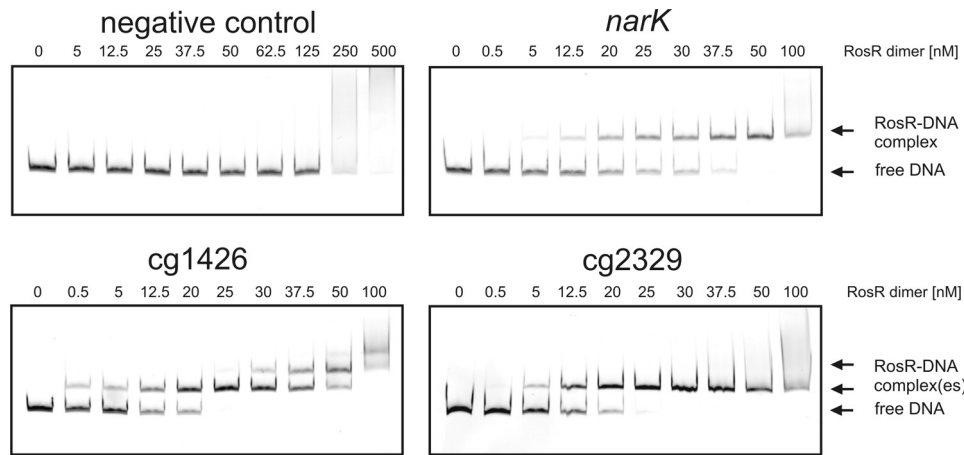 negative control
narK
0 5 12.5 25 37.5 50 62.5 125 250 500
0 0.5 5 12.5 20 25 30 37.5 50 100 RosR dimer [nM]
RosR-DNA
complex
free DNA
cg1426
cg2329
0 0.5 5 12.5 20 25 30 37.5 50 100
0 0.5 5 12.5 20 25 30 37.5 50 100 RosR dimer [nM]
RosR-DNA
complex(es)
free DNA